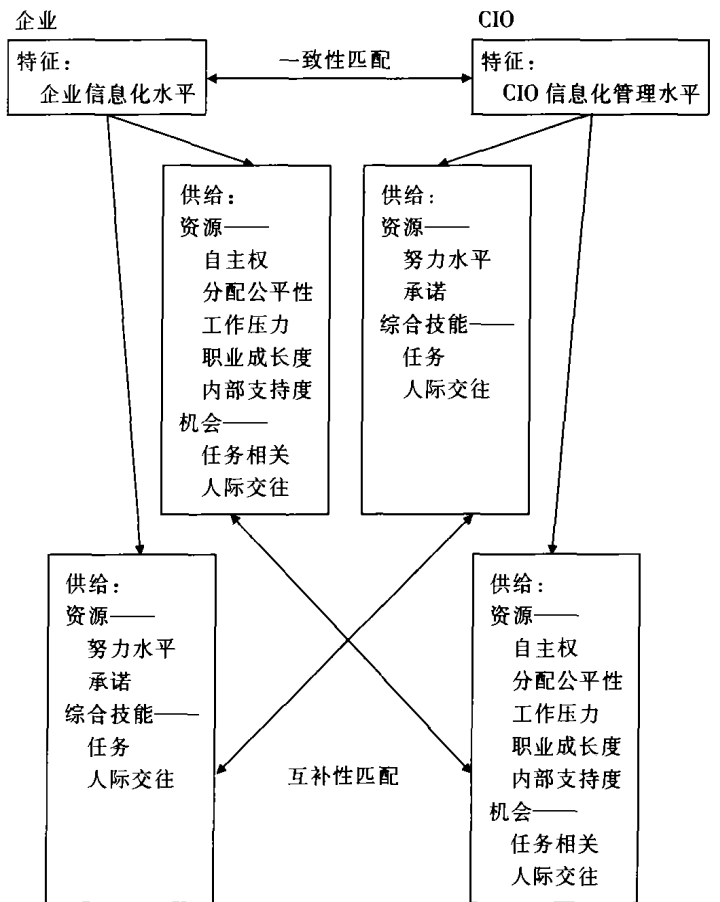 企业
CIO
特征：
企业信息化水平
一致性匹配
特征：
CIO 信息化管理水平
供给：
资源——
自主权
分配公平性
工作压力
职业成长度
内部支持度
机会——
任务相关
人际交往
供给：
资源——
努力水平
承诺
综合技能——
任务
人际交往
供给：
资源——
努力水平
承诺
综合技能——
任务
人际交往
互补性匹配
供给：
资源——
自主权
分配公平性
工作压力
职业成长度
内部支持度
机会——
任务相关
人际交往